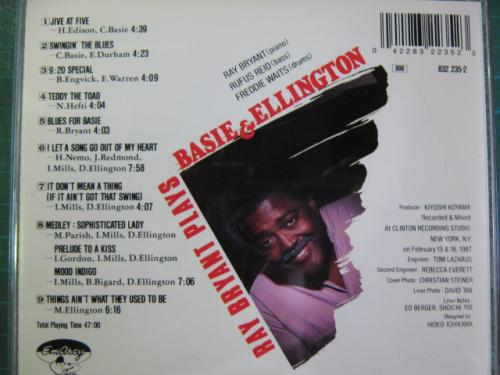 1 JIVE AT FIVE
—H.Edison, C.Basie 4:39
2 SWINGIN' THE BLUES
—C.Basie, E.Durham 4:23
3 9:20 SPECIAL
—B.Engvick, E.Warren 4:09
4 TEDDY THE TOAD
—N.Hefti 4:04
5 BLUES FOR BASIE
—R.Bryant 4:03
6 I LET A SONG GO OUT OF MY HEART
—H.Nemo, J.Redmond,
I.Mills, D.Ellington 7:58
7 IT DON'T MEAN A THING
(IF IT AIN'T GOT THAT SWING)
—I.Mills, D.Ellington 4:07
8 MEDLEY : SOPHISTICATED LADY
—M.Parish, I.Mills, D.Ellington
PRELUDE TO A KISS
—I.Gordon, I.Mills, D.Ellington
MOOD INDIGO
—I.Mills, B.Bigard, D.Ellington 7:06
9 THINGS AIN'T WHAT THEY USED TO BE
—M.Ellington 6:16
Total Playing Time 47:00
EmArcy
RAY BRYANT (piano)
RUFUS REID (bass)
FREDDIE WAITS (drums)
RAY BRYANT PLAYS
BASIE & ELLINGTON
0 42283 22352 3
832 235-2
Producer : KIYOSHI KOYAMA
Recorded & Mixed
At CLINTON RECORDING STUDIO,
NEW YORK, N.Y.
on February 15 & 16, 1987
Engineer : TOM LAZARUS
Second Engineer : REBECCA EVERETT
Cover Photo : CHRISTIAN STEINER
Liner Photo : DAVID TAN
Liner Notes :
ED BERGER, SHOICHI YUI
Designed by :
HIDEO ICHIKAWA